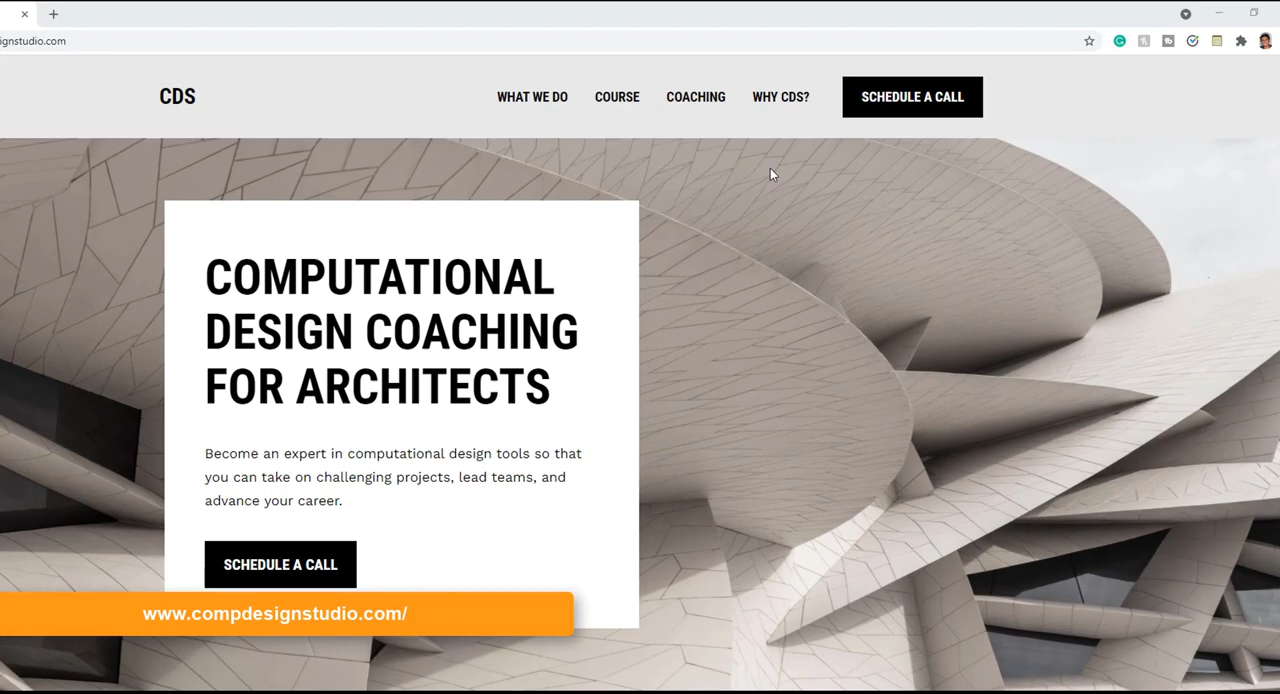 ignstudio.com
CDS
WHAT WE DO
COURSE
COACHING
WHY CDS?
SCHEDULE A CALL
COMPUTATIONAL
DESIGN COACHING
FOR ARCHITECTS
Become an expert in computational design tools so that
you can take on challenging projects, lead teams, and
advance your career.
SCHEDULE A CALL
www.compdesignstudio.com/